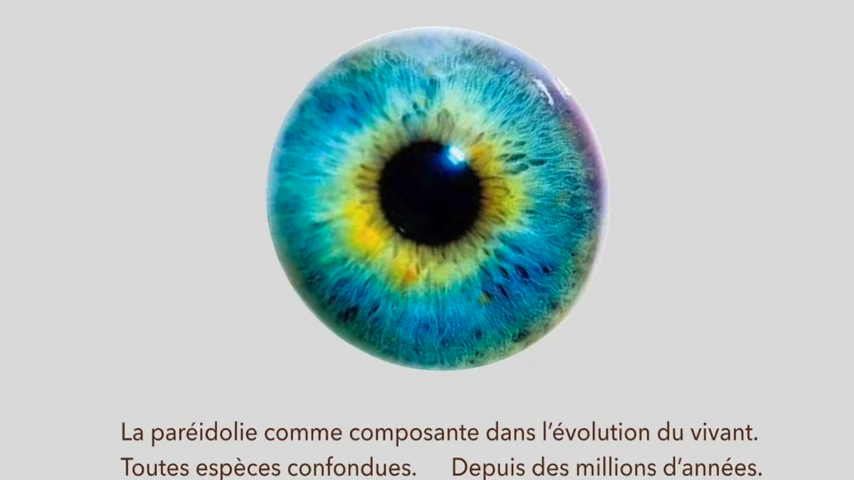 La paréidolie comme composante dans l’évolution du vivant.
Toutes espèces confondues. Depuis des millions d’années.